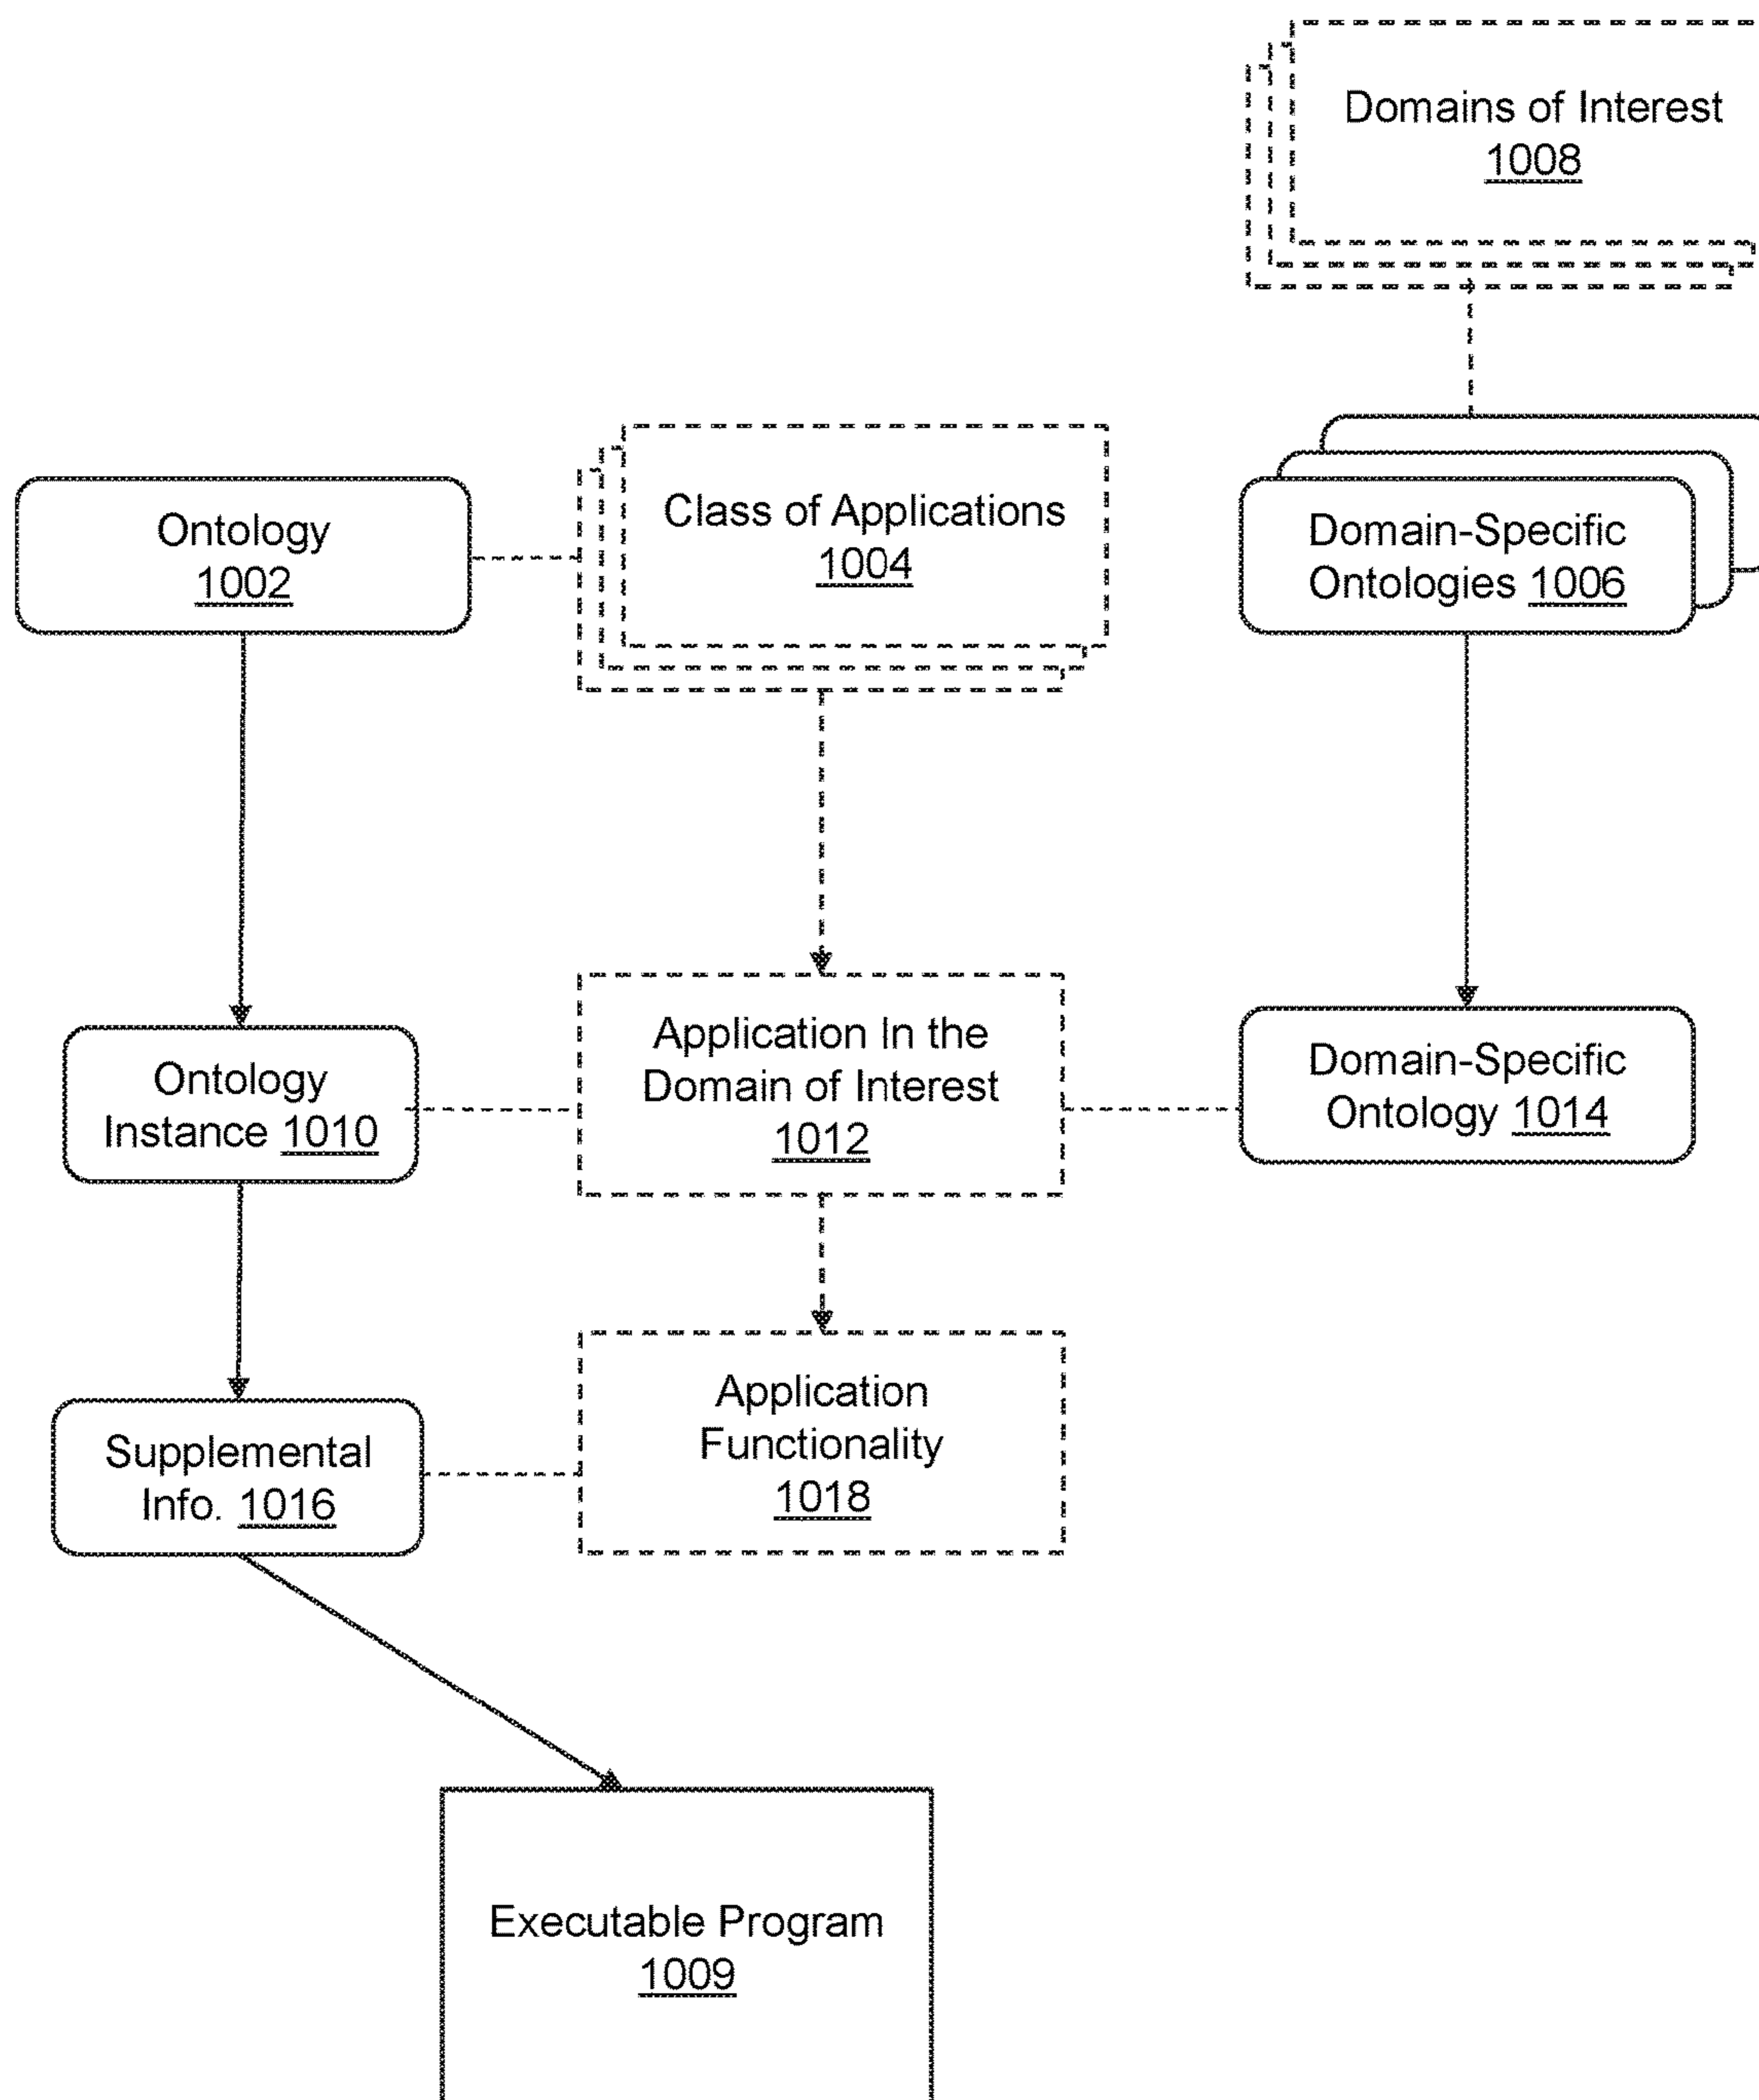 Domains of Interest
1008
Class of Applications
1004
Ontology
1002
Domain-Specific
Ontologies 1006
Application In the
Domain of Interest
1012
Ontology
Instance 1010
Domain-Specific
Ontology 1014
Application
Functionality
1018
Supplemental
Info. 1016
Executable Program
1009